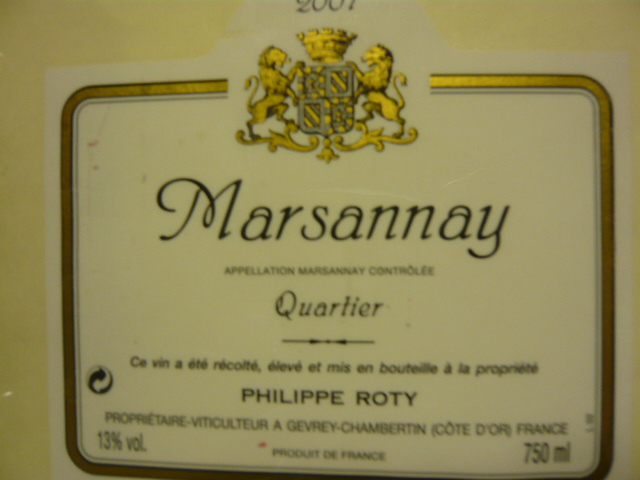 2001
Marsannay
APPELLATION MARSANNAY CONTRÔLÉE
Quartier
Ce vin a été récolté, élevé et mis en bouteille à la propriété
PHILIPPE ROTY
PROPRIÉTAIRE-VITICULTEUR A GEVREY-CHAMBERTIN (CÔTE D'OR) FRANCE
13% vol.
PRODUIT DE FRANCE
750 ml